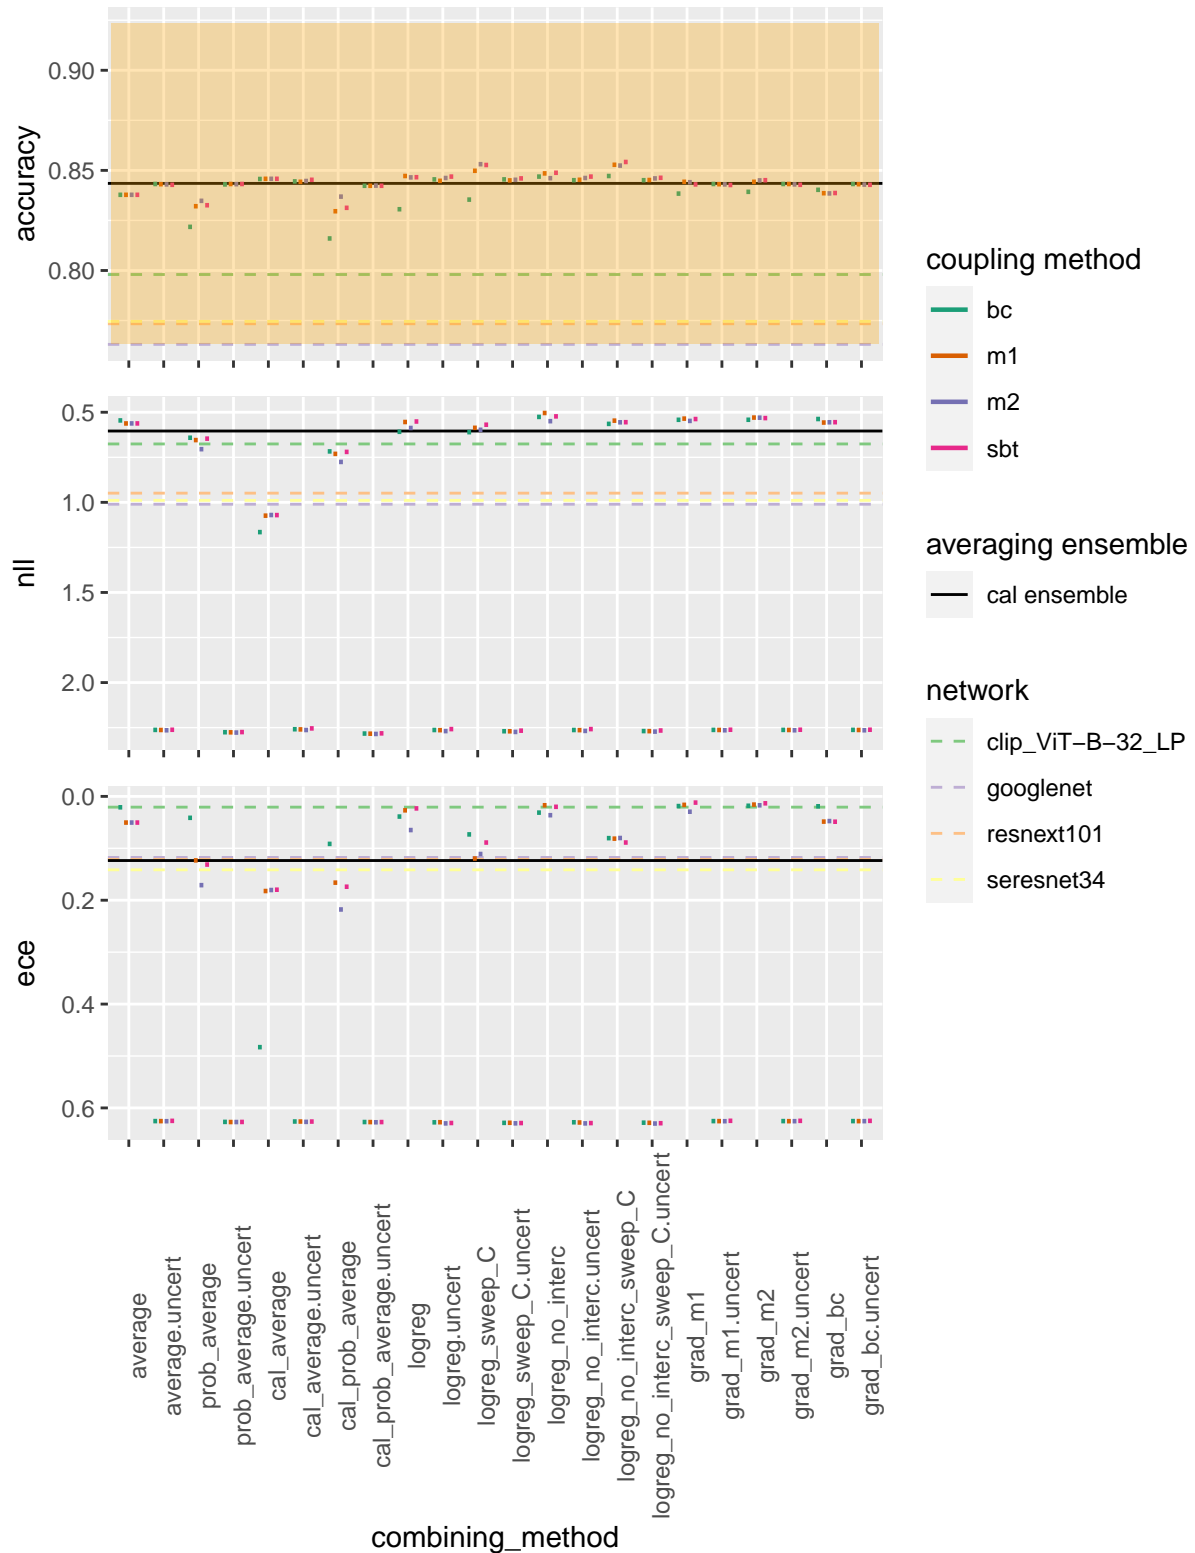 accuracy
0.90
0.85
0.80
nll
0.5
1.0
1.5
2.0
ece
0.0
0.2
0.4
0.6
average
average.uncert
prob_average
prob_average.uncert
cal_average
cal_average.uncert
cal_prob_average
cal_prob_average.uncert
logreg
logreg.uncert
logreg_sweep_C
logreg_sweep_C.uncert
logreg_no_interc
logreg_no_interc.uncert
logreg_no_interc_sweep_C
logreg_no_interc_sweep_C.uncert
grad_m1
grad_m1.uncert
grad_m2
grad_m2.uncert
grad_bc
grad_bc.uncert
combining_method
coupling method
bc
m1
m2
sbt
averaging ensemble
cal ensemble
network
clip_ViT−B−32_LP
googlenet
resnext101
seresnet34